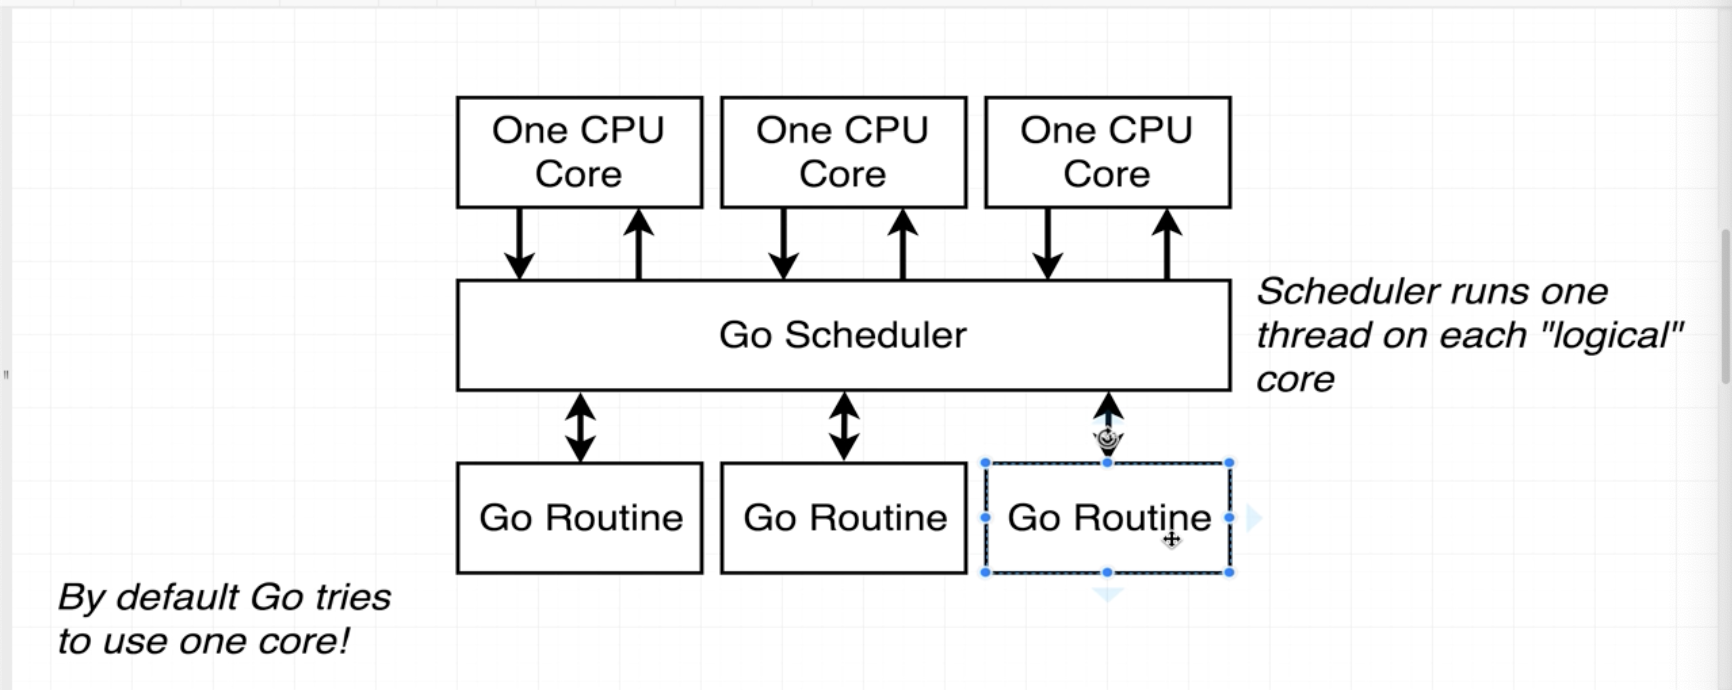 One CPU
Core
One CPU
Core
One CPU
Core
Go Scheduler
Scheduler runs one
thread on each "logical"
core
Go Routine
Go Routine
Go Routine
By default Go tries
to use one core!
"